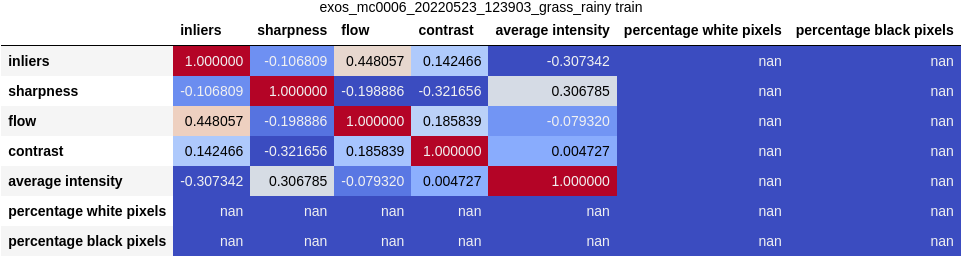 exos_mc0006_20220523_123903_grass_rainy train
inliers sharpness flow contrast average intensity percentage white pixels percentage black pixels
inliers 1.000000 -0.106809 0.448057 0.142466 -0.307342 nan nan
sharpness -0.106809 1.000000 -0.198886 -0.321656 0.306785 nan nan
flow 0.448057 -0.198886 1.000000 0.185839 -0.079320 nan nan
contrast 0.142466 -0.321656 0.185839 1.000000 0.004727 nan nan
average intensity -0.307342 0.306785 -0.079320 0.004727 1.000000 nan nan
percentage white pixels nan nan nan nan nan nan nan
percentage black pixels nan nan nan nan nan nan nan